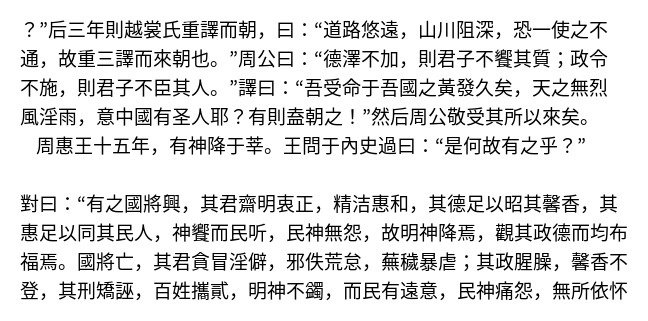 ？”后三年則越裳氏重譯而朝，曰：“道路悠遠，山川阻深，恐一使之不
通，故重三譯而來朝也。”周公曰：“德澤不加，則君子不饗其質；政令
不施，則君子不臣其人。”譯曰：“吾受命于吾國之黃發久矣，天之無烈
風淫雨，意中國有圣人耶？有則盍朝之！”然后周公敬受其所以來矣。
周惠王十五年，有神降于莘。王問于內史過曰：“是何故有之乎？”
對曰：“有之國將興，其君齋明衷正，精洁惠和，其德足以昭其馨香，其
惠足以同其民人，神饗而民听，民神無怨，故明神降焉，觀其政德而均布
福焉。國將亡，其君貪冒淫僻，邪佚荒怠，蕪穢暴虐；其政腥臊，馨香不
登，其刑矯誣，百姓攜貳，明神不蠲，而民有遠意，民神痛怨，無所依怀